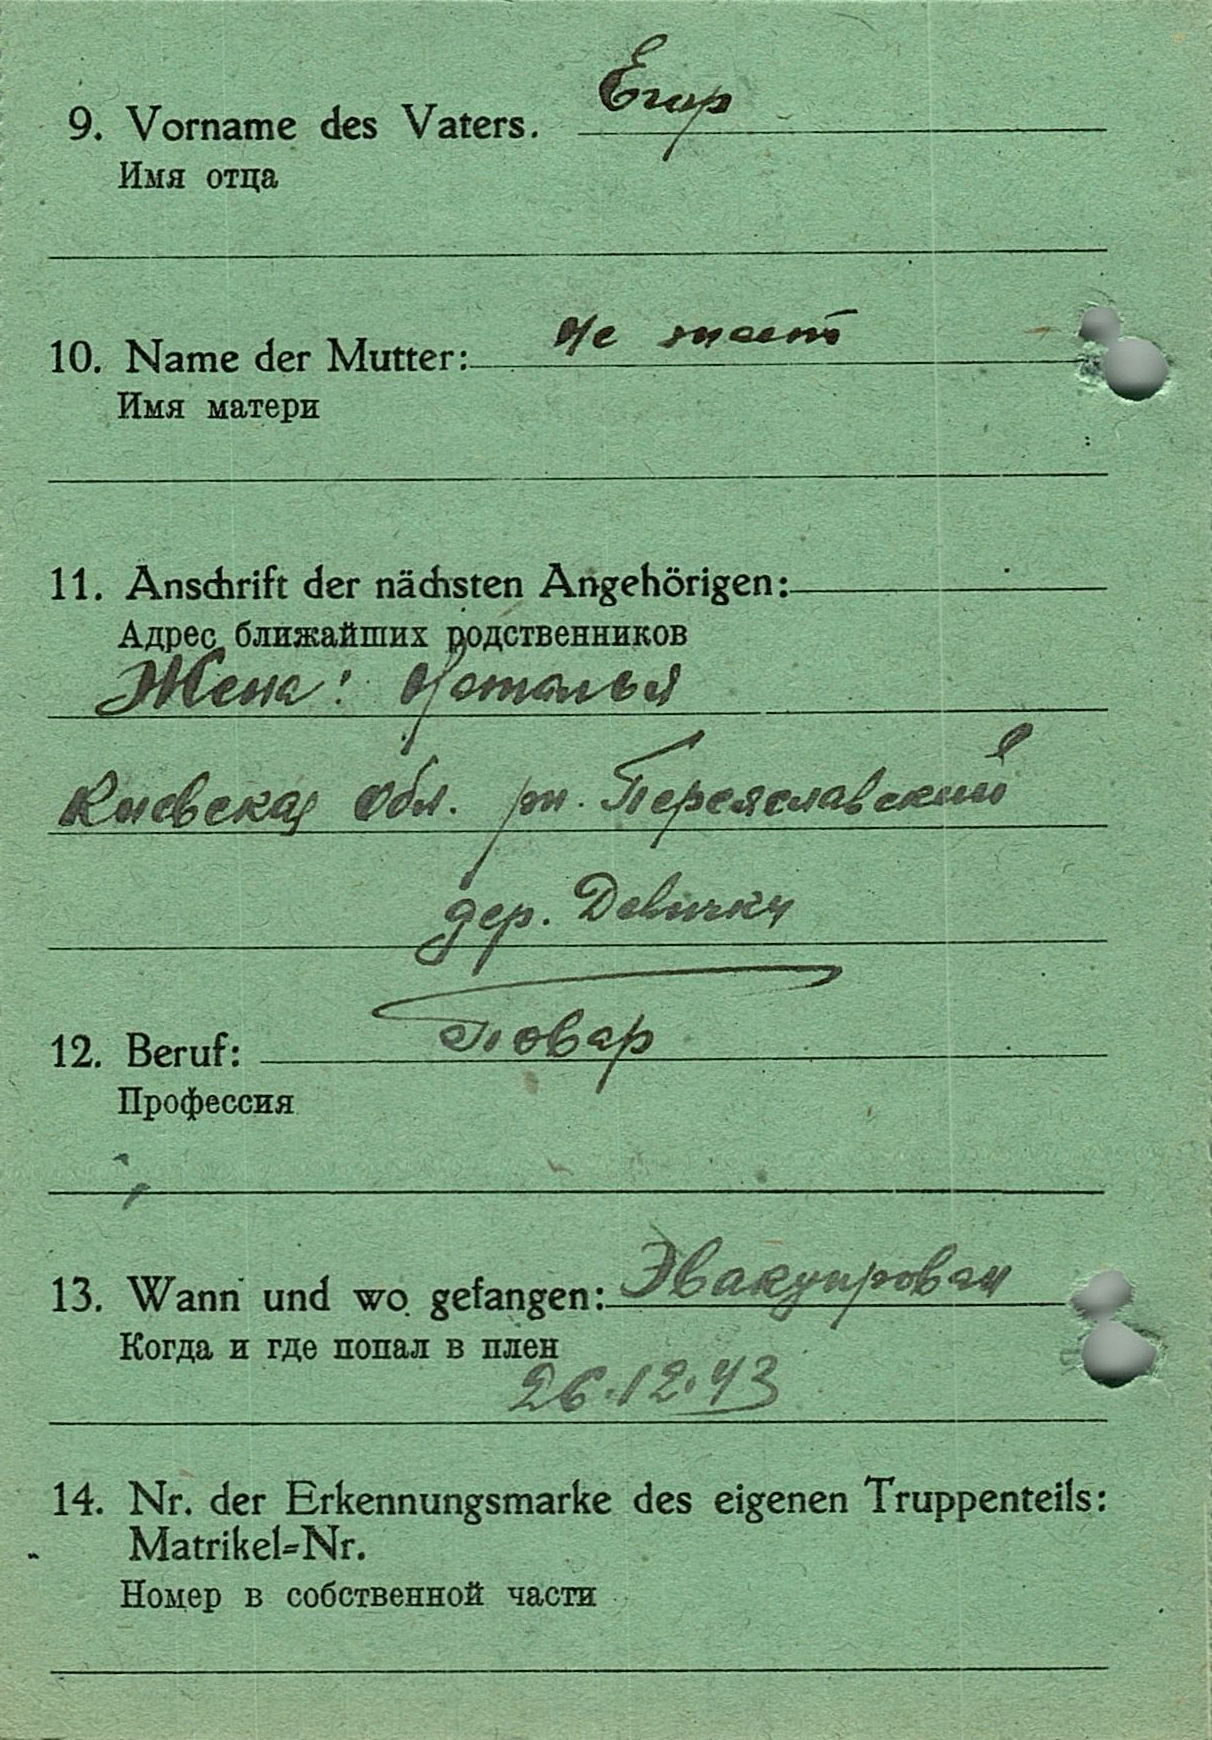 9. Vorname des Vaters. Егор
Имя отца
10. Name der Mutter: Не знает
Имя матери
11. Anschrift der nächsten Angehörigen:
Адрес ближайших родственников
Жена: Наталья
Киевская обл. рн. Переяславский
дер. Девички
12. Beruf: Повар
Профессия
13. Wann und wo gefangen: Эвакуирован
Когда и где попал в плен
26.12.43
14. Nr. der Erkennungsmarke des eigenen Truppenteils:
Matrikel-Nr.
Номер в собственной части